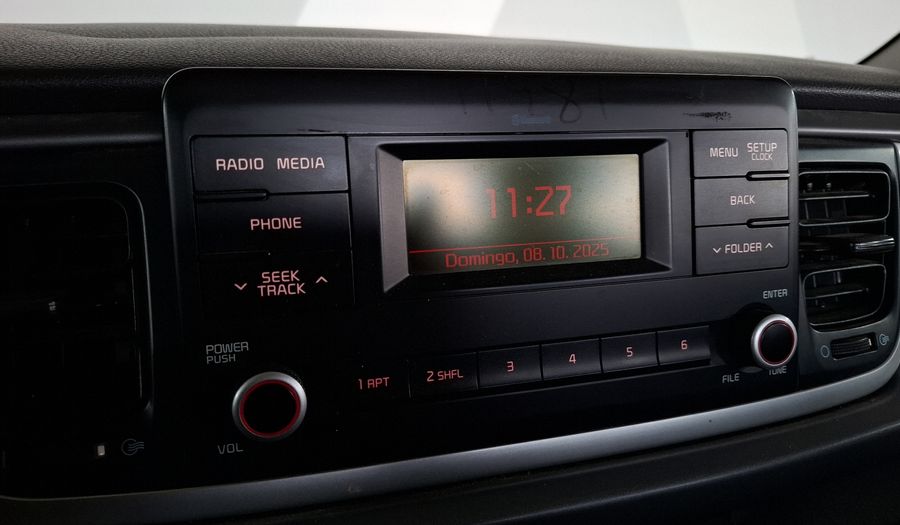 RADIO MEDIA
PHONE
SEEK
TRACK
POWER
PUSH
VOL
11:27
Domingo, 08. 10. 2025
MENU SETUP
CLOCK
BACK
FOLDER
1 APT
2 SHFL
3
4
5
6
ENTER
FILE
TUNE